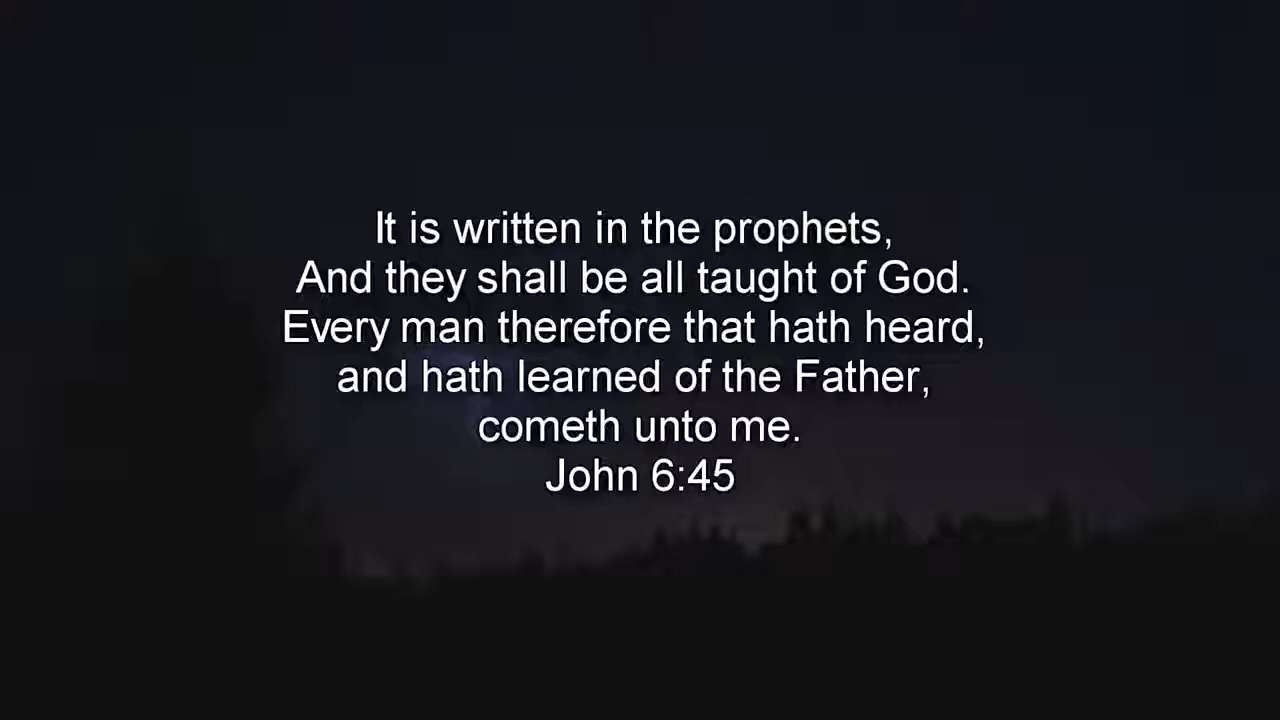 It is written in the prophets,
And they shall be all taught of God.
Every man therefore that hath heard,
and hath learned of the Father,
cometh unto me.
John 6:45